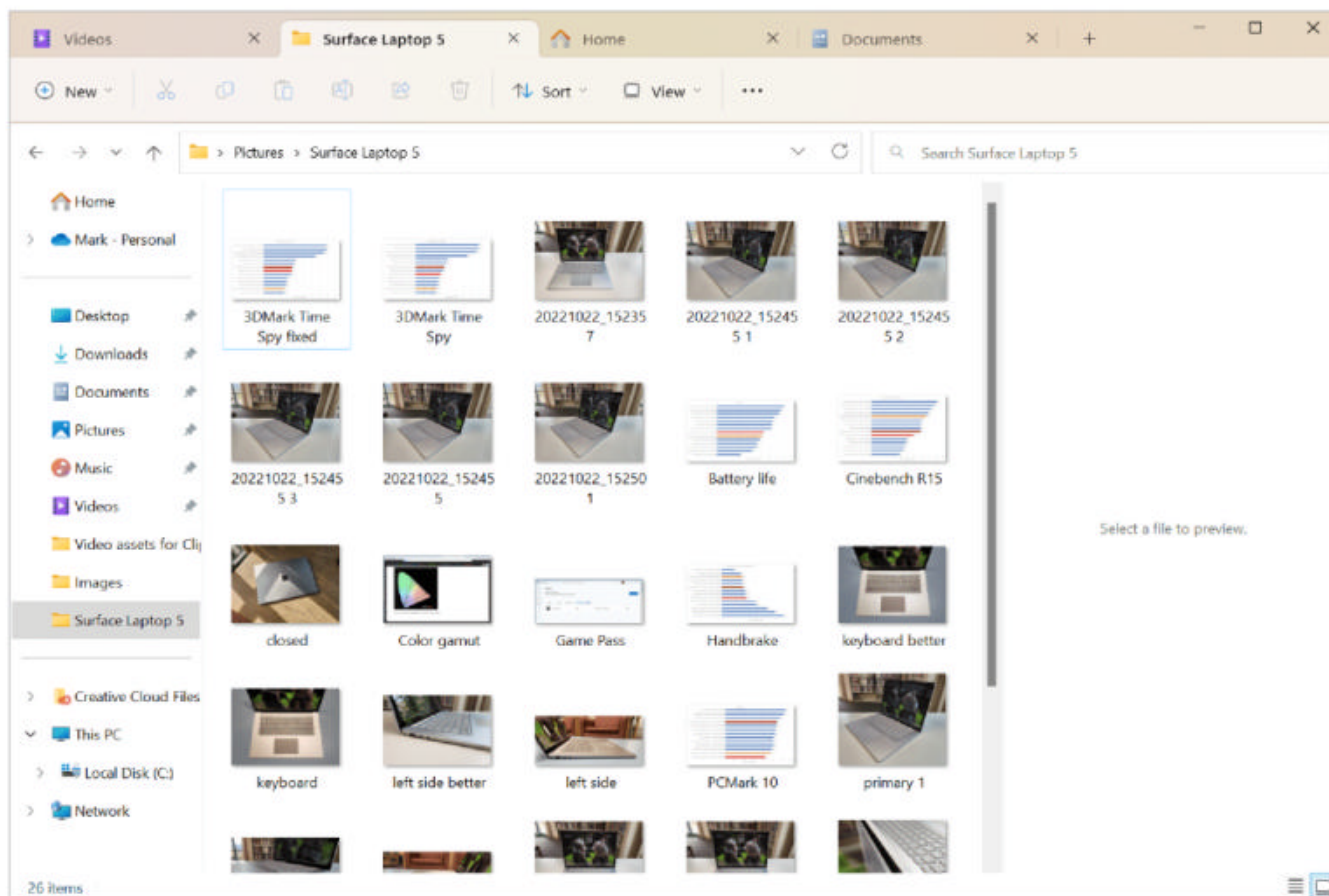 Videos
Surface Laptop 5
Home
Documents
New
Sort
View
Pictures > Surface Laptop 5
Search Surface Laptop 5
Home
Mark - Personal
Desktop
Downloads
Documents
Pictures
Music
Videos
Video assets for Cli
Images
Surface Laptop 5
Creative Cloud Files
This PC
Local Disk (C:)
Network
3DMark Time
Spy fixed
3DMark Time
Spy
20221022_15235
7
20221022_15245
5 1
20221022_15245
5 2
20221022_15245
5 3
20221022_15245
5
20221022_15250
1
Battery life
Cinebench R15
closed
Color gamut
Game Pass
Handbrake
keyboard better
keyboard
left side better
left side
PCMark 10
primary 1
Select a file to preview.
26 items